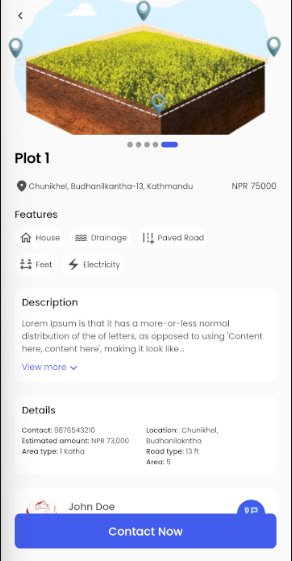 Plot 1
Chunikhel, Budhanilkantha-13, Kathmandu NPR 75000
Features
House Drainage Paved Road
Feet Electricity
Description
Lorem Ipsum is that it has a more-or-less normal
distribution of the of letters, as opposed to using 'Content
here, content here', making it look like...
View more
Details
Contact: 9876543210
Estimated amount: NPR 73,000
Area type: 1 Katha
Location: Chunikhel,
Budhanilakntha
Road type: 13 ft
Area: 5
John Doe
Contact Now